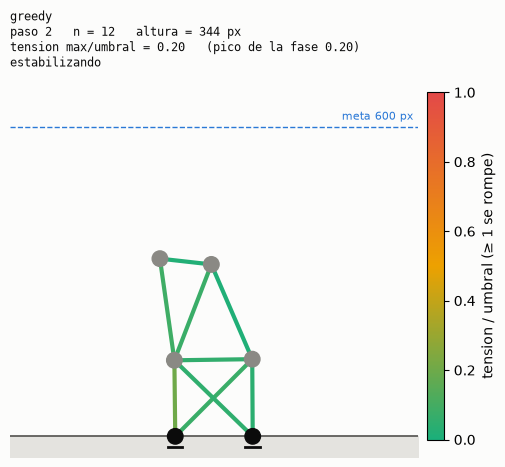 greedy
paso 2   n = 12   altura = 344 px
tension max/umbral = 0.20   (pico de la fase 0.20)
estabilizando
meta 600 px
1.0
0.8
0.6
0.4
0.2
0.0
tensión / umbral (≥ 1 se rompe)